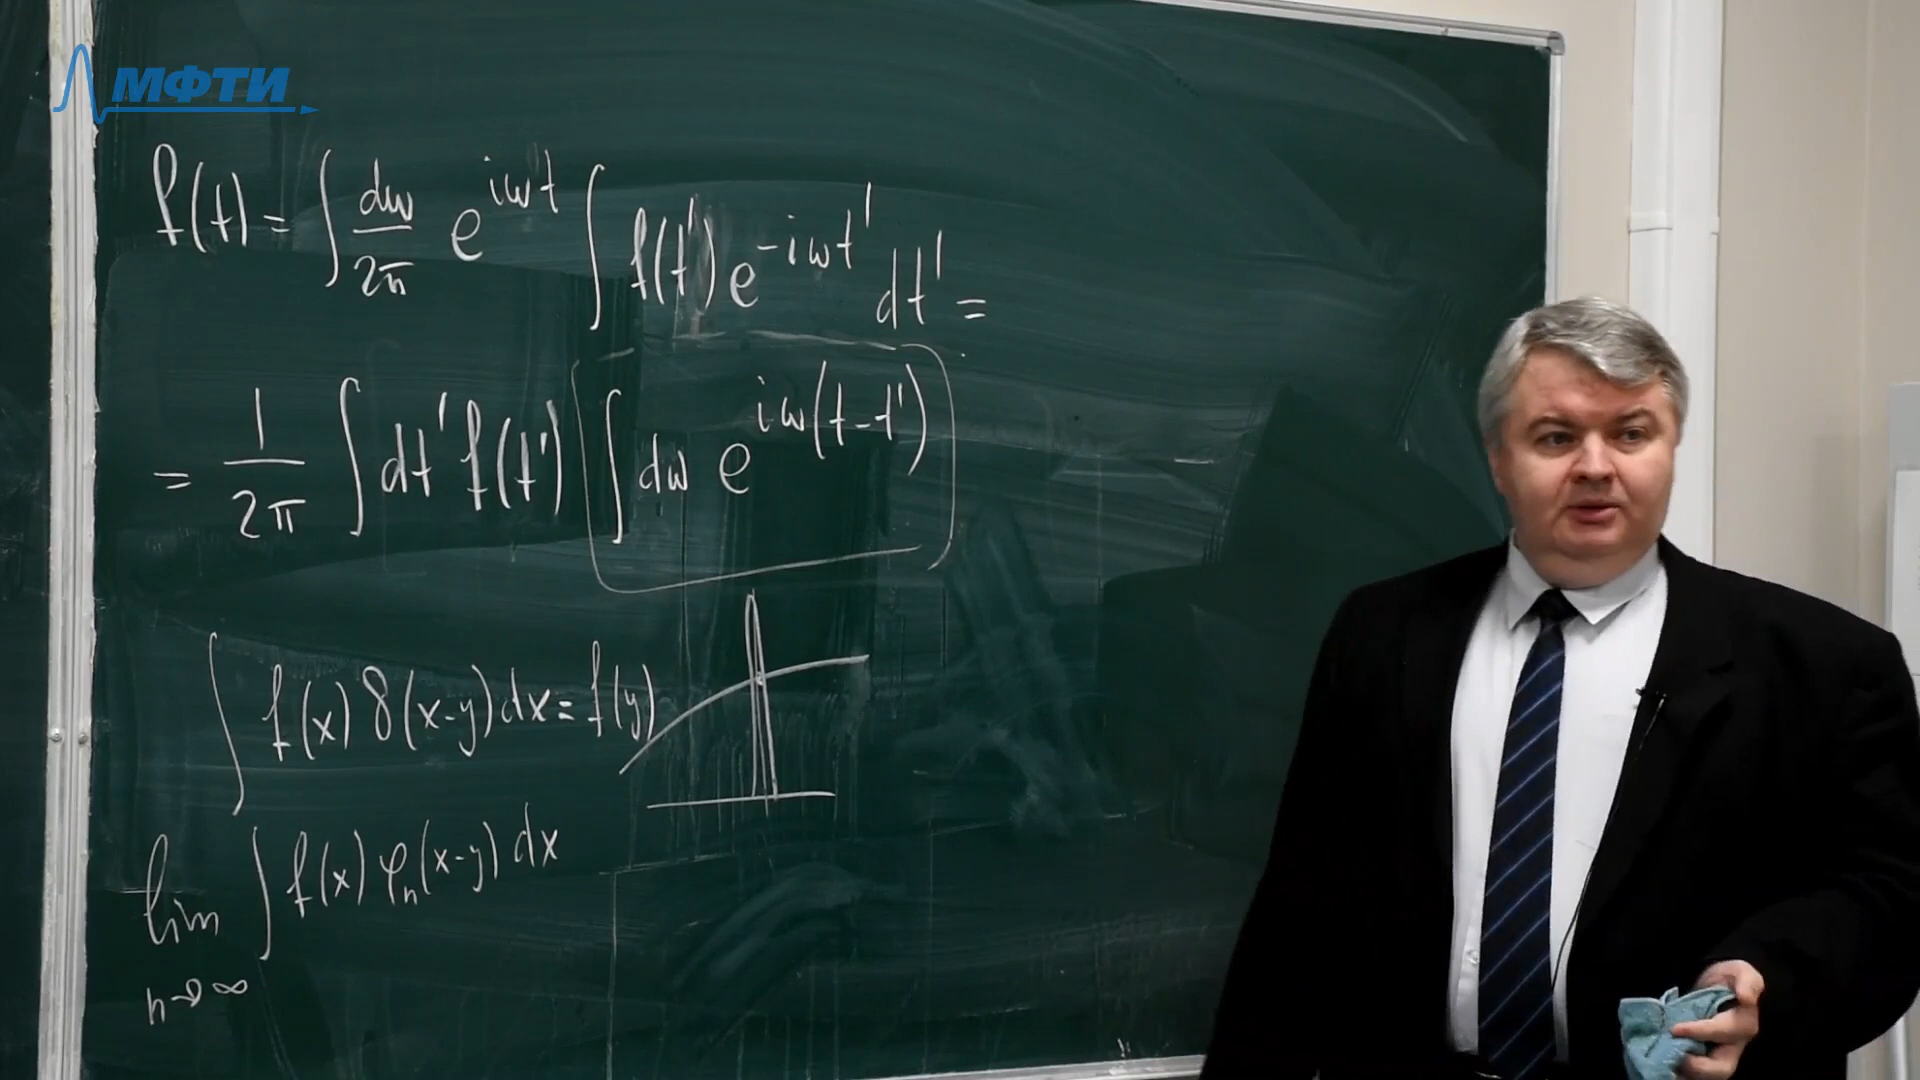 МФТИ
f(t) = ∫ dω/2π e^{iωt} ∫ f(t') e^{-iωt'} dt' =
= 1/2π ∫ dt' f(t') ∫ dω e^{iω(t-t')}
∫ f(x) δ(x-y) dx = f(y)
lim n→∞ ∫ f(x) φₙ(x-y) dx